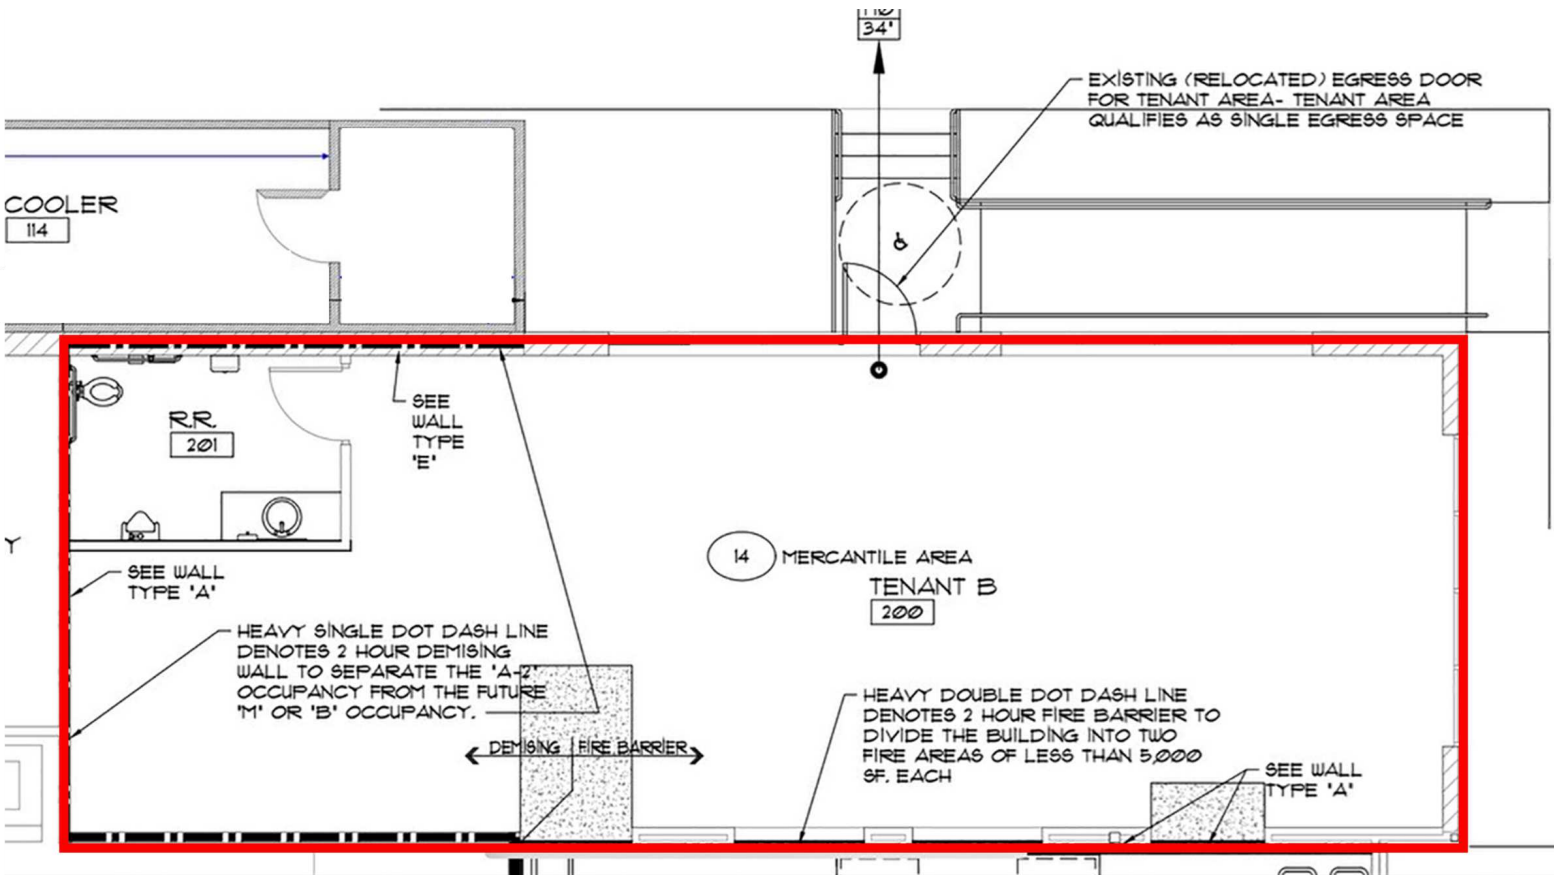 34'
EXISTING (RELOCATED) EGRESS DOOR
FOR TENANT AREA- TENANT AREA
QUALIFIES AS SINGLE EGRESS SPACE
COOLER
114
SEE
WALL
TYPE
"E"
R.R.
201
Y
14
MERCANTILE AREA
TENANT B
200
SEE WALL
TYPE "A"
HEAVY SINGLE DOT DASH LINE
DENOTES 2 HOUR DEMISING
WALL TO SEPARATE THE "A-2"
OCCUPANCY FROM THE FUTURE
"M" OR "B" OCCUPANCY.
DEMISING
FIRE BARRIER
HEAVY DOUBLE DOT DASH LINE
DENOTES 2 HOUR FIRE BARRIER TO
DIVIDE THE BUILDING INTO TWO
FIRE AREAS OF LESS THAN 5,000
SF. EACH
SEE WALL
TYPE "A"